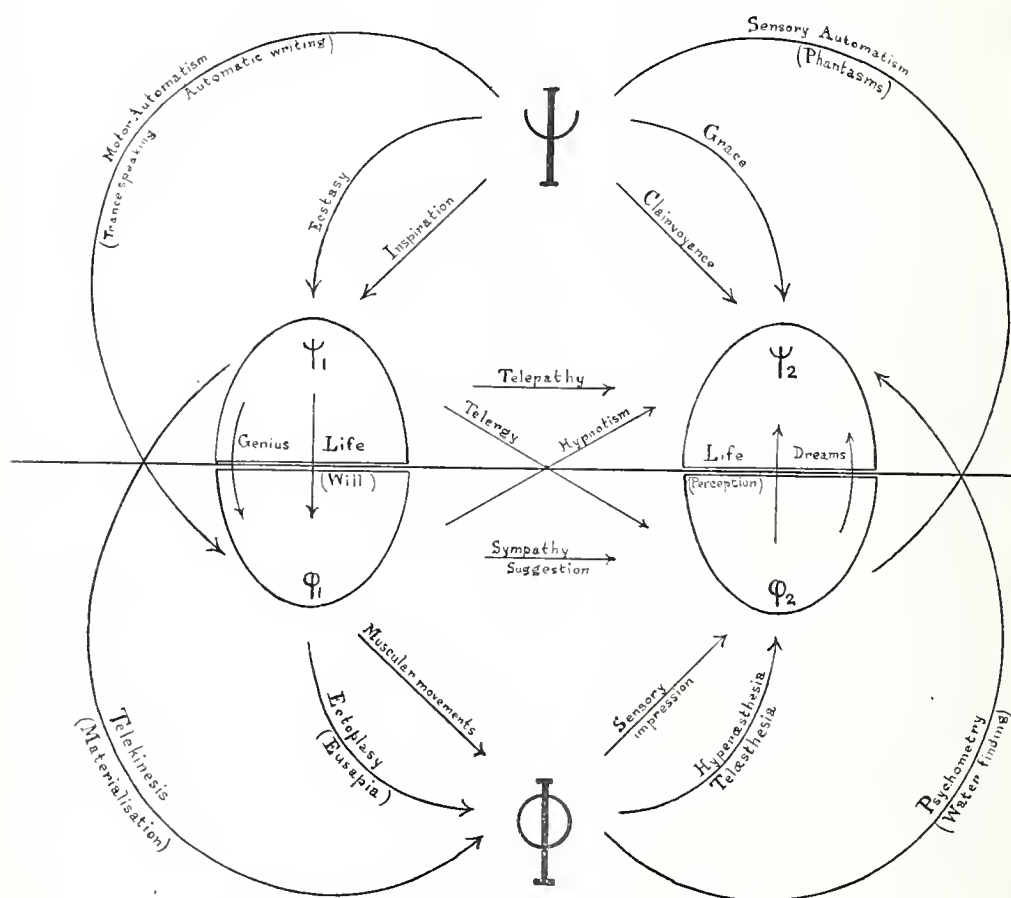 Motor Automatism
(Trance speaking Automatic writing)
Sensory Automatism
(Phantasms)
Ψ
Ecstasy
Inspiration
Grace
Clairvoyance
ψ1
ψ2
Telepathy
Telergy
Hypnotism
Genius
Life
(Will)
Life
Dreams
(Perception)
Sympathy
Suggestion
φ1
φ2
Muscular movements
Ectoplasy
(Eusapia)
Sensory
impression
Hyperæsthesia
Telæsthesia
Telekinesis
(Materialisation)
Psychometry
(Water finding)
Φ